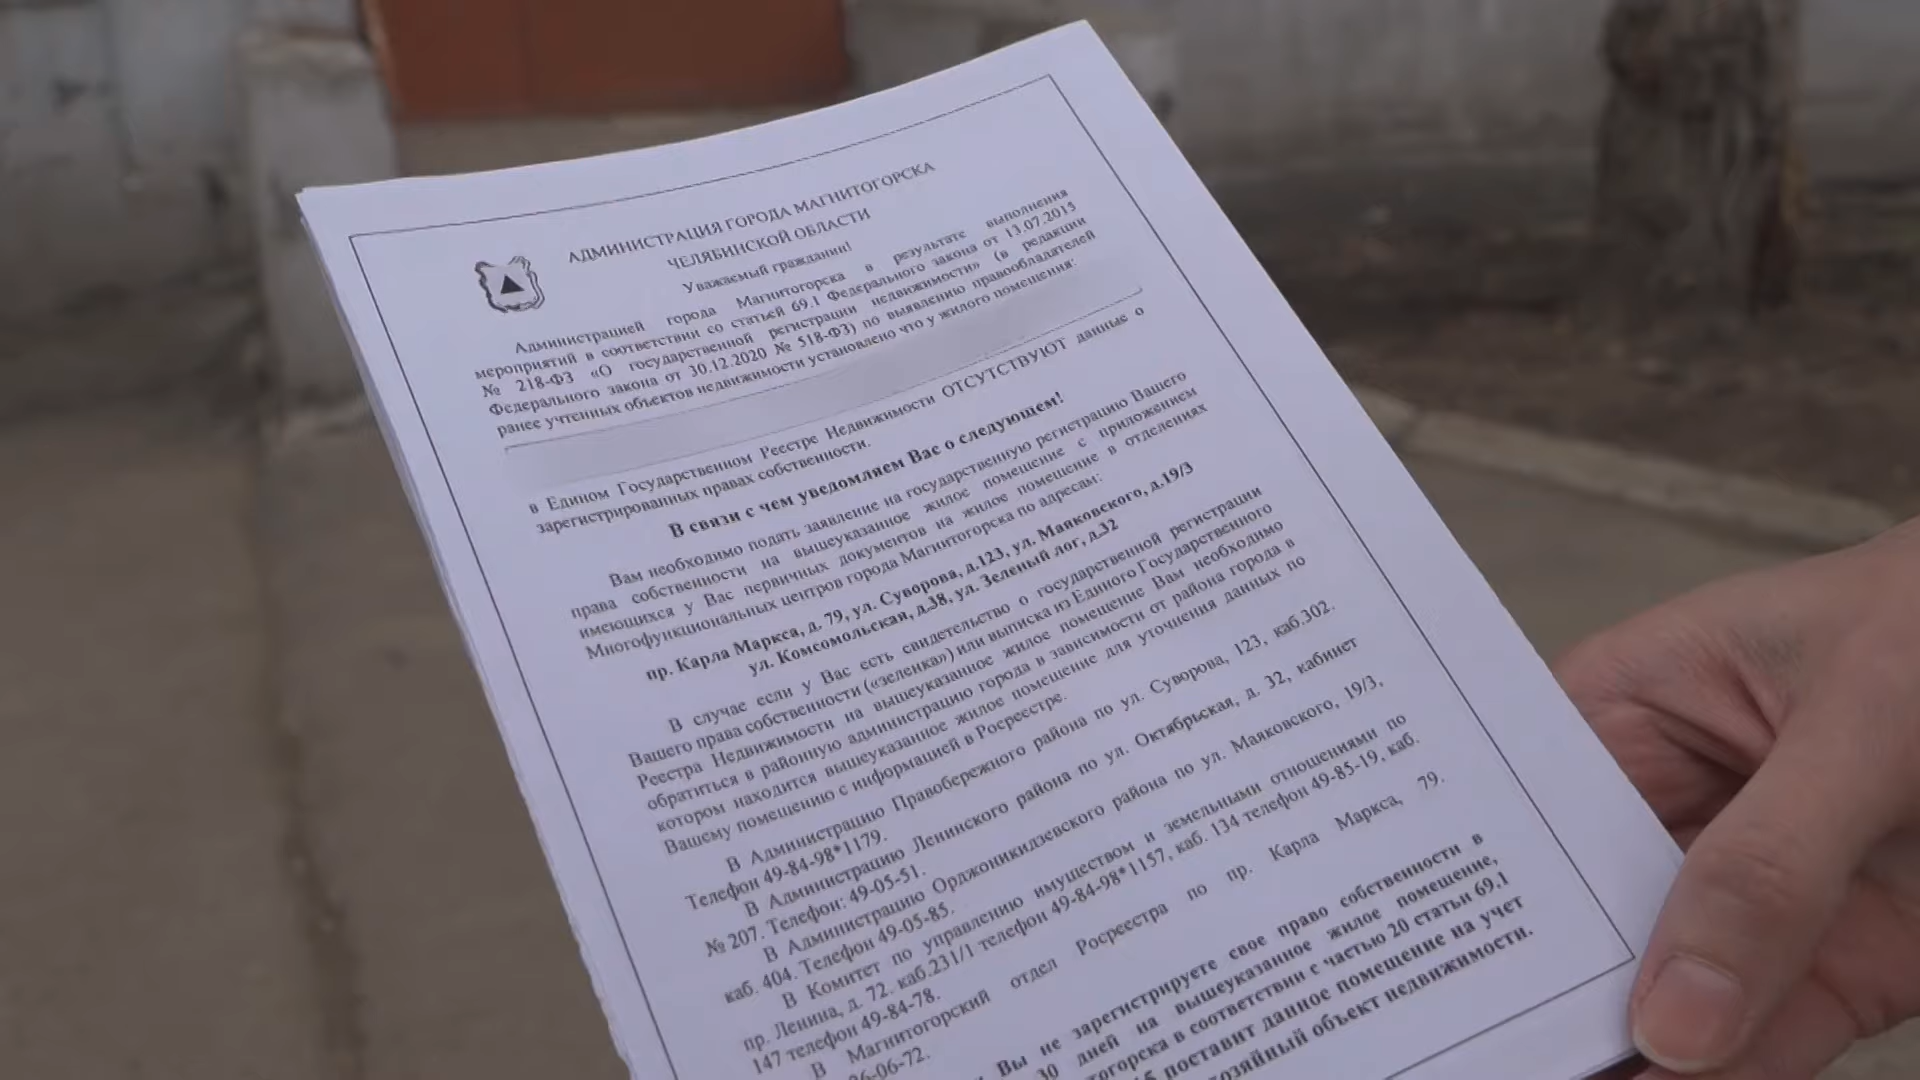 АДМИНИСТРАЦИЯ ГОРОДА МАГНИТОГОРСКА
ЧЕЛЯБИНСКОЙ ОБЛАСТИ
Уважаемый гражданин!
Администрацией города Магнитогорска в результате выполнения
мероприятий в соответствии со статьей 69.1 Федерального закона от 13.07.2015
№ 218-ФЗ «О государственной регистрации недвижимости» (в редакции
Федерального закона от 30.12.2020 № 518-ФЗ) по выявлению правообладателей
ранее учтенных объектов недвижимости установлено что у жилого помещения:
в Едином Государственном Реестре Недвижимости ОТСУТСТВУЮТ данные о
зарегистрированных правах собственности.
В связи с чем уведомляем Вас о следующем!
Вам необходимо подать заявление на государственную регистрацию Вашего
права собственности на вышеуказанное жилое помещение с приложением
имеющихся у Вас первичных документов на жилое помещение в отделениях
Многофункциональных центров города Магнитогорска по адресам:
пр. Карла Маркса, д. 79, ул. Суворова, д.123, ул. Маяковского, д.19/3
ул. Комсомольская, д.38, ул. Зеленый лог, д.32
В случае если у Вас есть свидетельство о государственной регистрации
Вашего права собственности («зеленка») или выписка из Единого Государственного
Реестра Недвижимости на вышеуказанное жилое помещение Вам необходимо
обратиться в районную администрацию города в зависимости от района города в
котором находится вышеуказанное жилое помещение для уточнения данных по
Вашему помещению с информацией в Росреестре.
В Администрацию Правобережного района по ул. Суворова, 123, каб.302.
Телефон 49-84-98*1179.
В Администрацию Ленинского района по ул. Октябрьская, д. 32, кабинет
№ 207. Телефон: 49-05-51.
В Администрацию Орджоникидзевского района по ул. Маяковского, 19/3,
каб. 404. Телефон 49-05-85.
В Комитет по управлению имуществом и земельными отношениями по
пр. Ленина, д. 72. каб.231/1 телефон 49-84-98*1157, каб. 134 телефон 49-85-19, каб.
147 телефон 49-84-78.
В Магнитогорский отдел Росреестра по пр. Карла Маркса, 79.
26-06-72.
Вы не зарегистрируете свое право собственности в
30 дней на вышеуказанное жилое помещение,
горска в соответствии с частью 20 статьи 69.1
поставит данное помещение на учет
озяйный объект недвижимости.